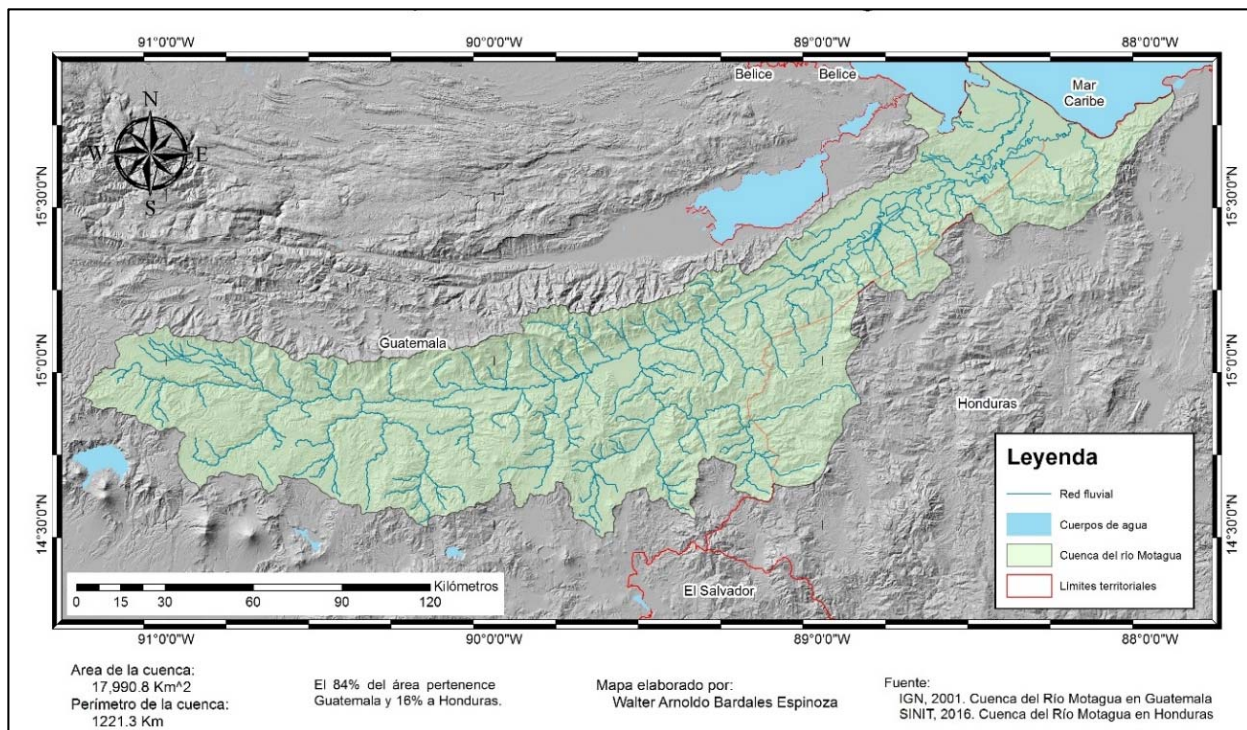 91°0'0"W
90°0'0"W
89°0'0"W
88°0'0"W
Belice
Belice
Mar
Caribe
N
W
E
S
15°30'0"N
15°30'0"N
Guatemala
15°0'0"N
15°0'0"N
Honduras
Leyenda
Red fluvial
Cuerpos de agua
Cuenca del río Motagua
Límites territoriales
14°30'0"N
14°30'0"N
El Salvador
Kilómetros
0 15 30 60 90 120
91°0'0"W
90°0'0"W
89°0'0"W
88°0'0"W
Area de la cuenca:
17,990.8 Km^2
Perímetro de la cuenca:
1221.3 Km
El 84% del área pertenence
Guatemala y 16% a Honduras.
Mapa elaborado por:
Walter Arnoldo Bardales Espinoza
Fuente:
IGN, 2001. Cuenca del Río Motagua en Guatemala
SINIT, 2016. Cuenca del Río Motagua en Honduras